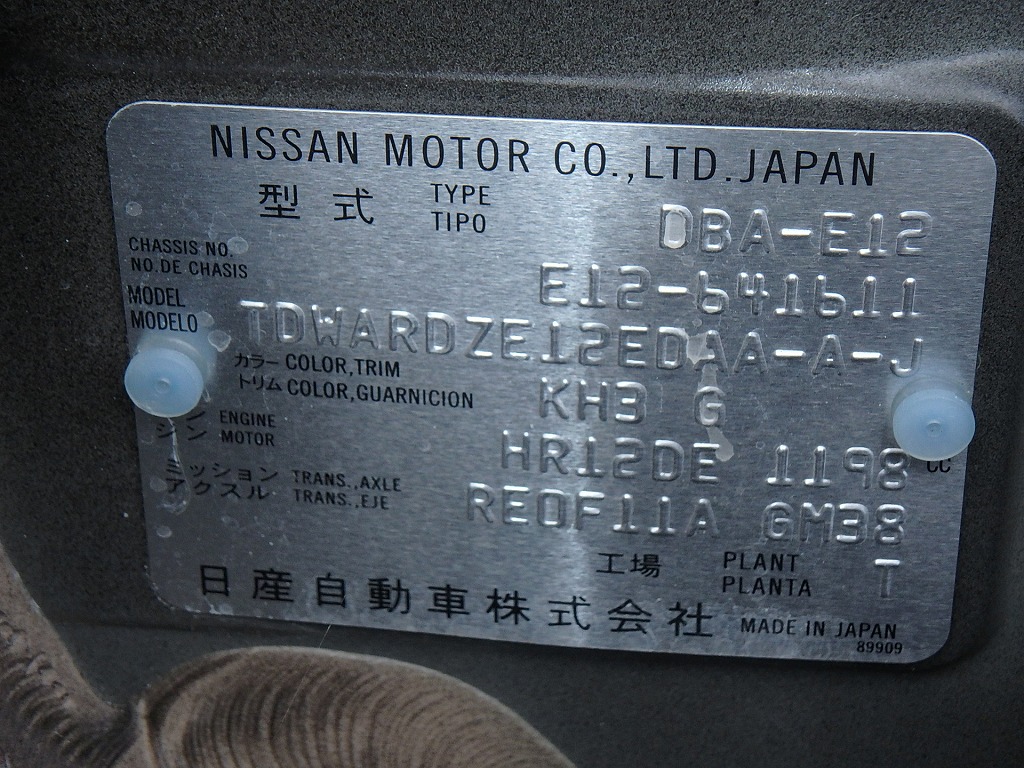 NISSAN MOTOR CO.,LTD.JAPAN
型式 TYPE TIPO DBA-E12
CHASSIS NO. NO.DE CHASIS E12-641611
MODEL MODELO TDWARDZE12EDAA-A-J
カラー COLOR,TRIM
トリム COLOR,GUARNICION KH3 G
ン ENGINE
シン MOTOR HR12DE 1198 CC
ミッション TRANS.,AXLE
アクスル TRANS.,EJE RE0F11A GM38
工場 PLANT PLANTA T
日産自動車株式会社 MADE IN JAPAN
89909